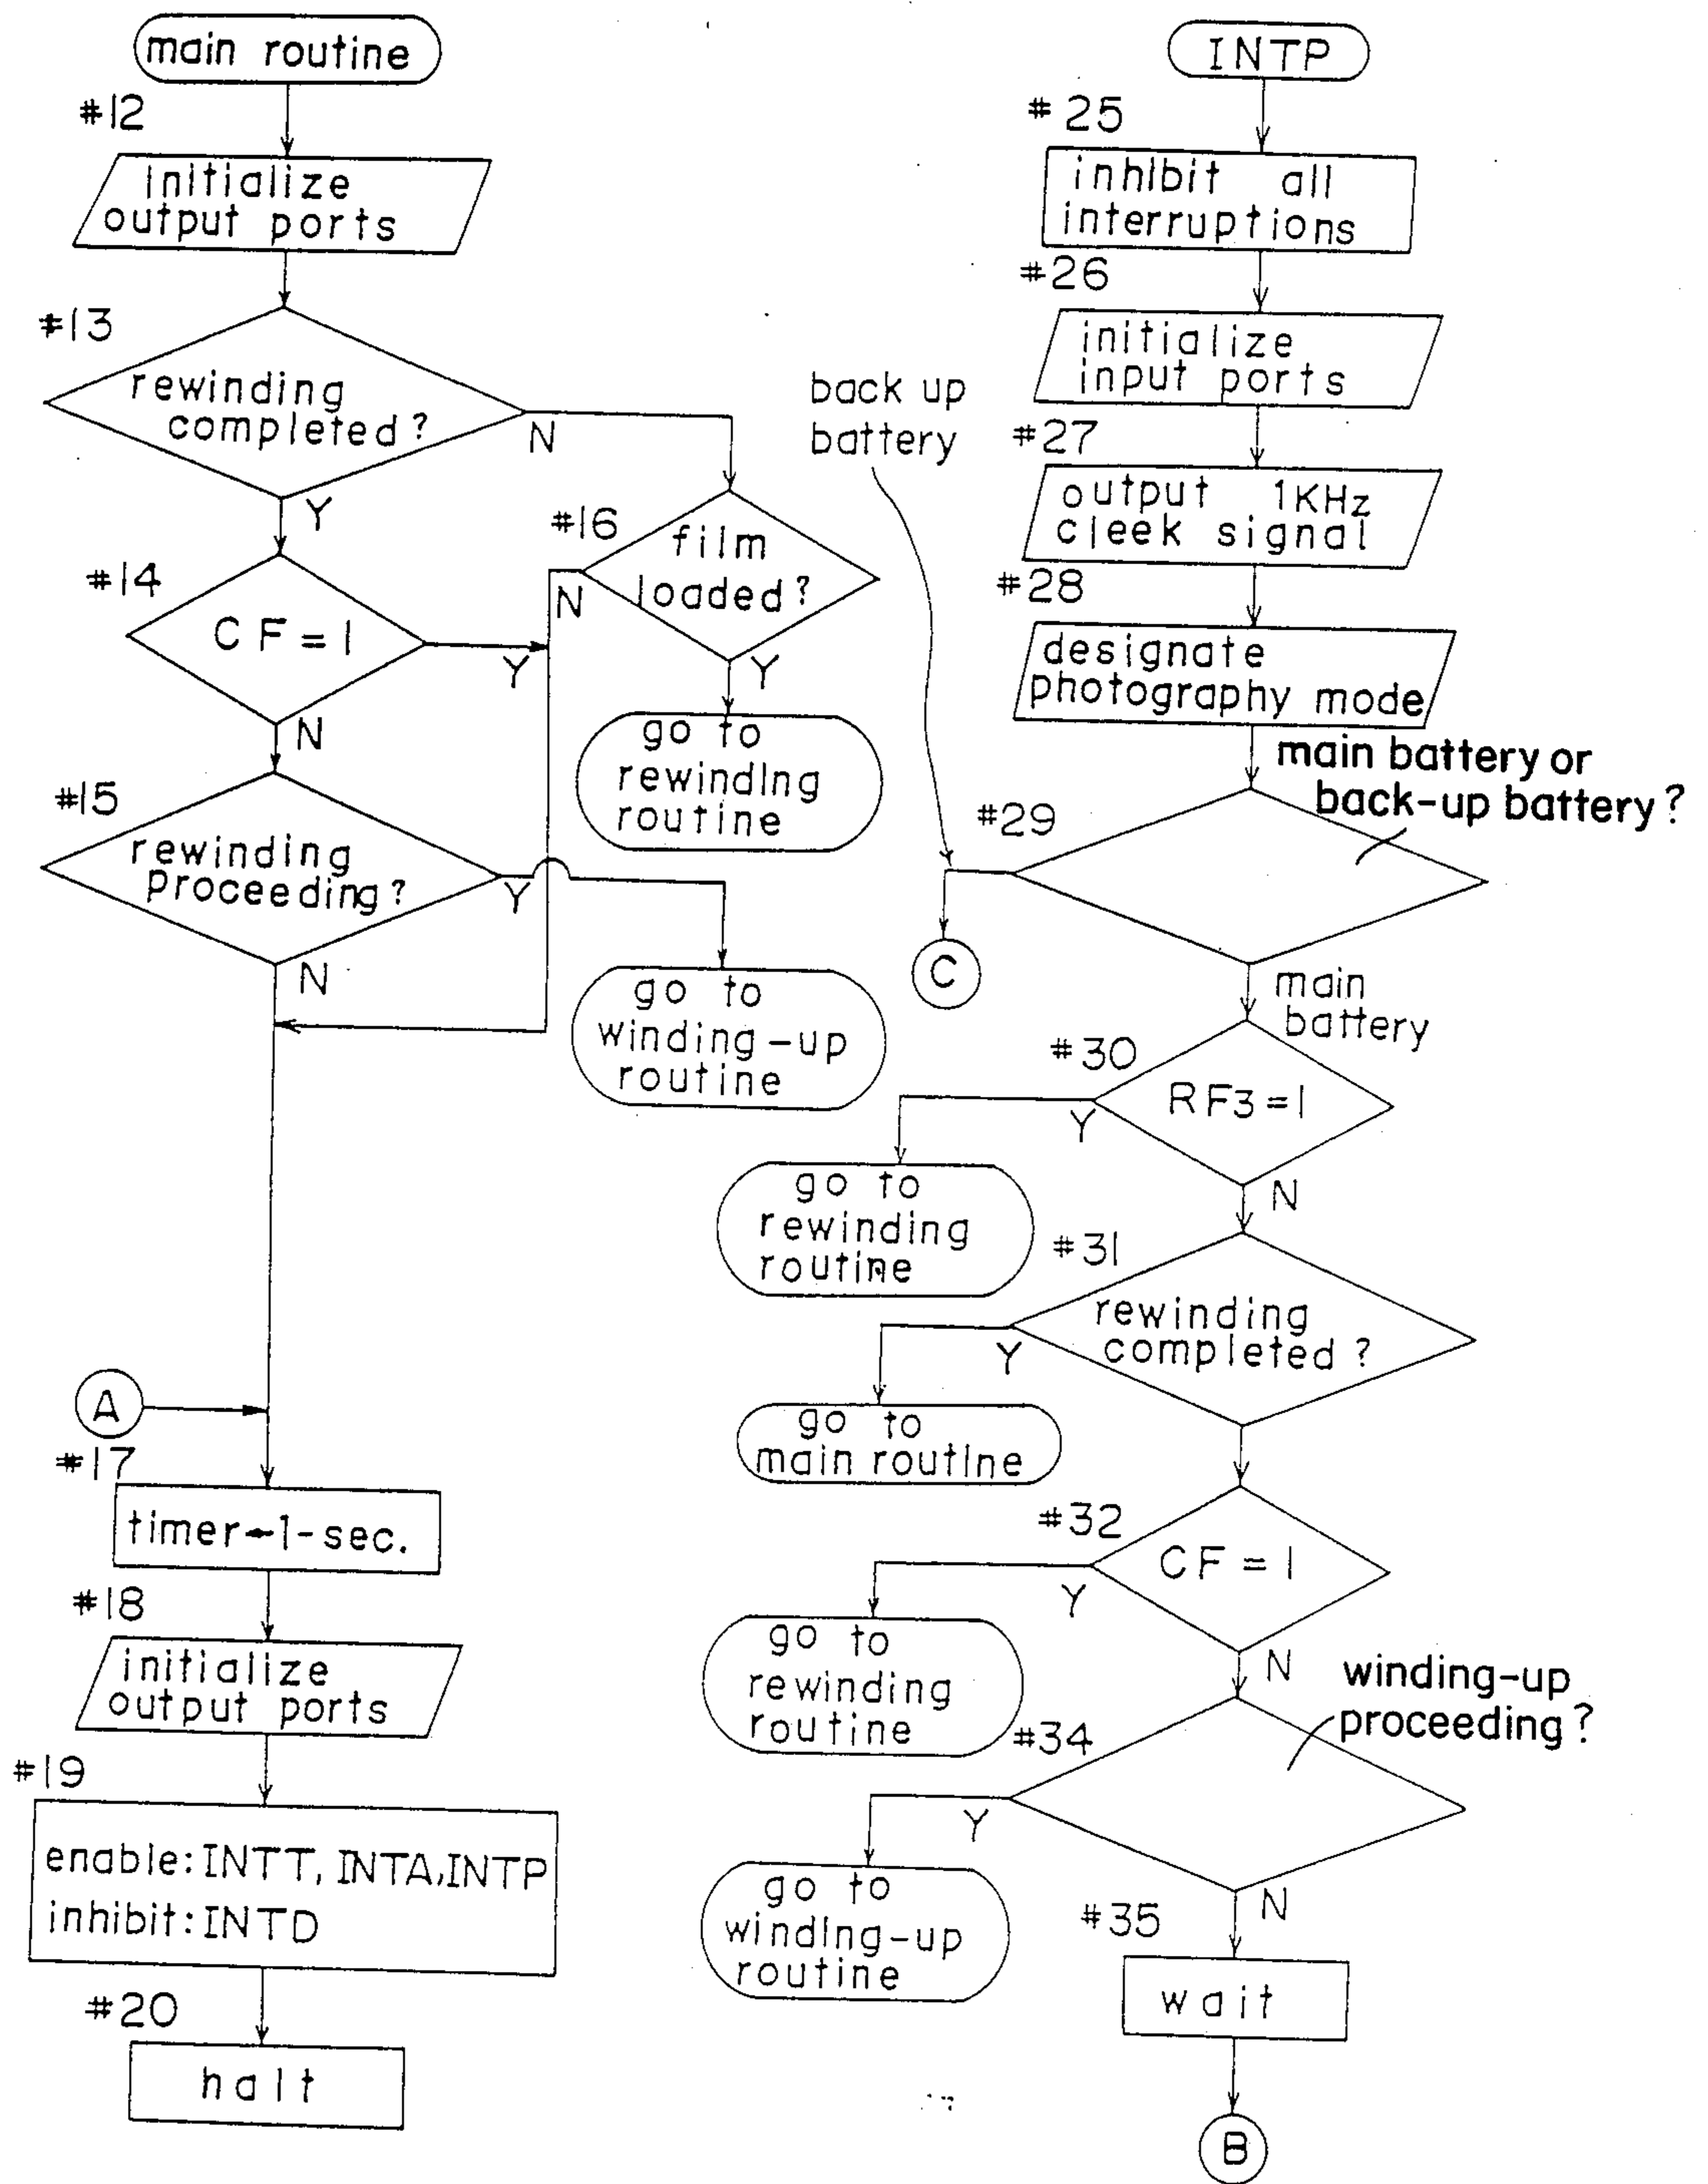 main routine
#12
initialize
output ports
#13
rewinding
completed?
N
Y
#16
film
loaded?
N
Y
#14
CF=1
Y
N
go to
rewinding
routine
#15
rewinding
proceeding?
Y
N
go to
winding-up
routine
A
#17
timer←1-sec.
#18
initialize
output ports
#19
enable:INTT, INTA,INTP
inhibit:INTD
#20
halt
INTP
#25
inhibit all
interruptions
#26
initialize
input ports
#27
output 1KHz
cleek signal
#28
designate
photography mode
main battery or
back-up battery?
back up
battery
#29
C
main
battery
#30
RF3=1
Y
N
go to
rewinding
routine
#31
rewinding
completed?
Y
go to
main routine
#32
CF=1
Y
N
go to
rewinding
routine
winding-up
proceeding?
#34
Y
N
go to
winding-up
routine
#35
wait
B